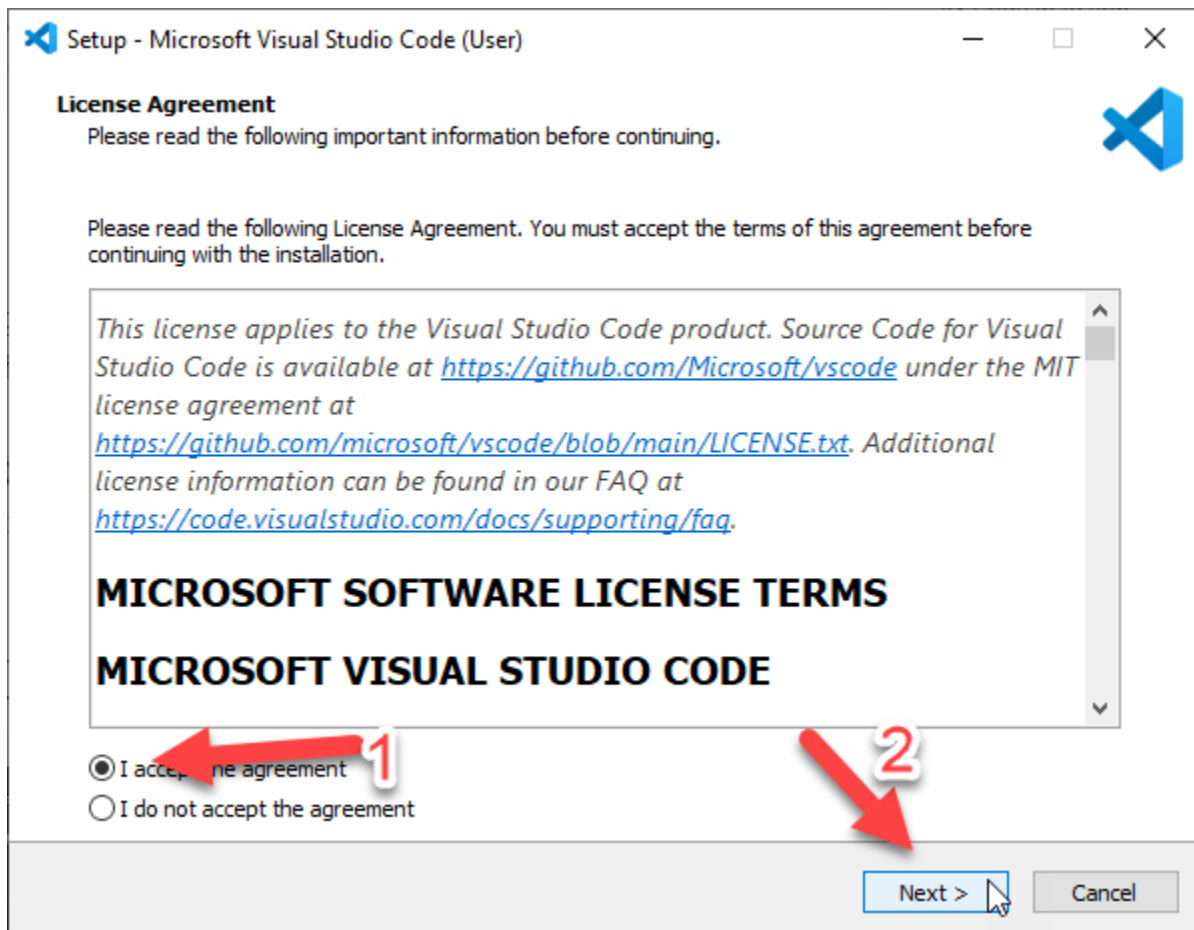 Setup - Microsoft Visual Studio Code (User)
License Agreement
Please read the following important information before continuing.
Please read the following License Agreement. You must accept the terms of this agreement before
continuing with the installation.
This license applies to the Visual Studio Code product. Source Code for Visual
Studio Code is available at https://github.com/Microsoft/vscode under the MIT
license agreement at
https://github.com/microsoft/vscode/blob/main/LICENSE.txt. Additional
license information can be found in our FAQ at
https://code.visualstudio.com/docs/supporting/faq.
MICROSOFT SOFTWARE LICENSE TERMS
MICROSOFT VISUAL STUDIO CODE
1
2
I accept the agreement
I do not accept the agreement
Next >
Cancel